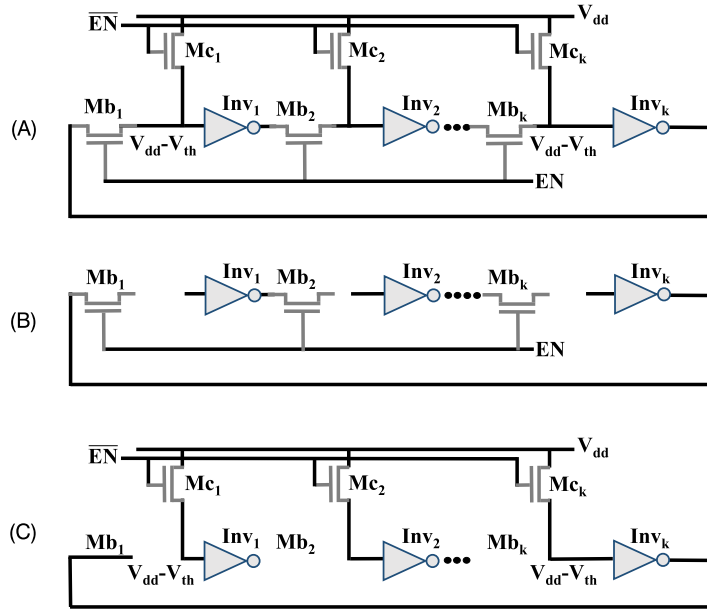 EN Vdd
Mc1 Mc2 Mck
Mb1 Inv1 Mb2 Inv2 Mbk Invk
(A)
Vdd-Vth Vdd-Vth
EN
Mb1 Inv1 Mb2 Inv2 Mbk Invk
(B)
EN
EN Vdd
Mc1 Mc2 Mck
(C)
Mb1 Inv1 Mb2 Inv2 Mbk Invk
Vdd-Vth Vdd-Vth